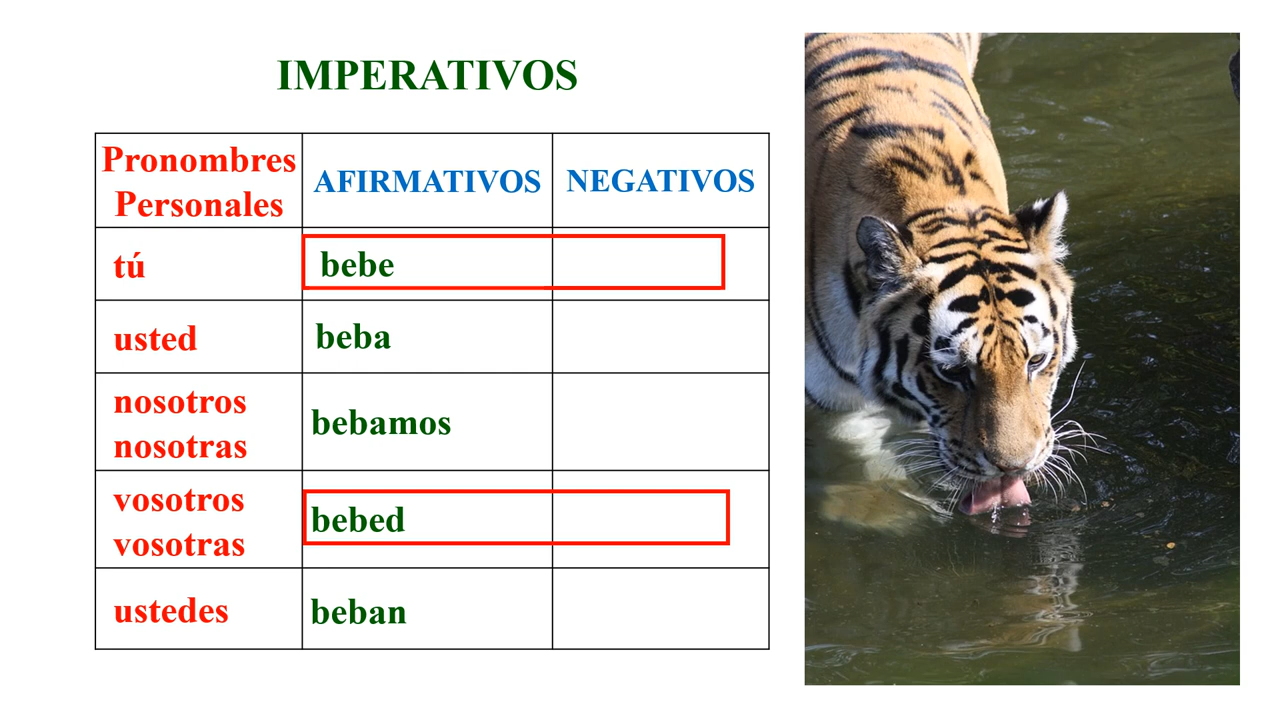 IMPERATIVOS
Pronombres
Personales
AFIRMATIVOS
NEGATIVOS
tú
bebe
usted
beba
nosotros
nosotras
bebamos
vosotros
vosotras
bebed
ustedes
beban